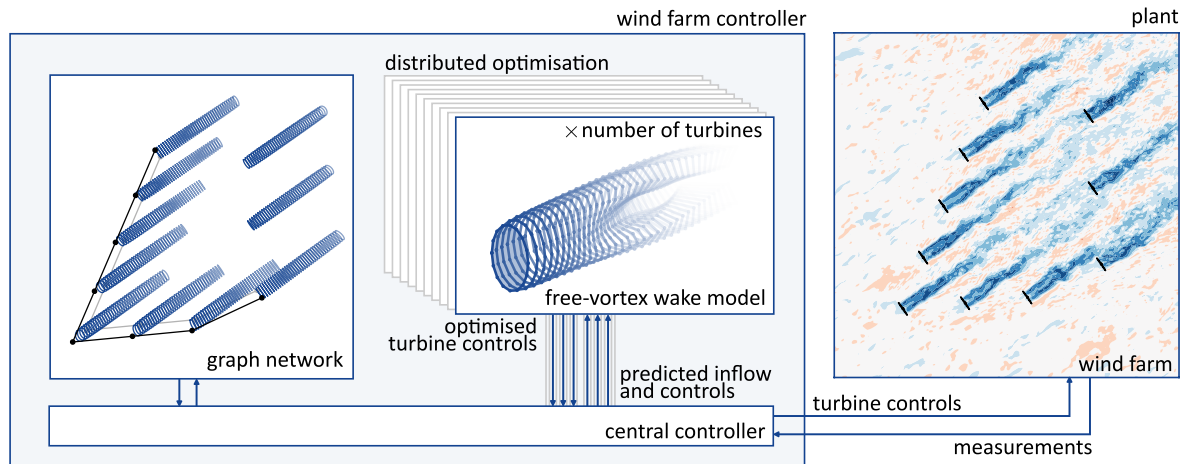 wind farm controller
plant
distributed optimisation
× number of turbines
free-vortex wake model
graph network
optimised
turbine controls
predicted inflow
and controls
wind farm
central controller
turbine controls
measurements